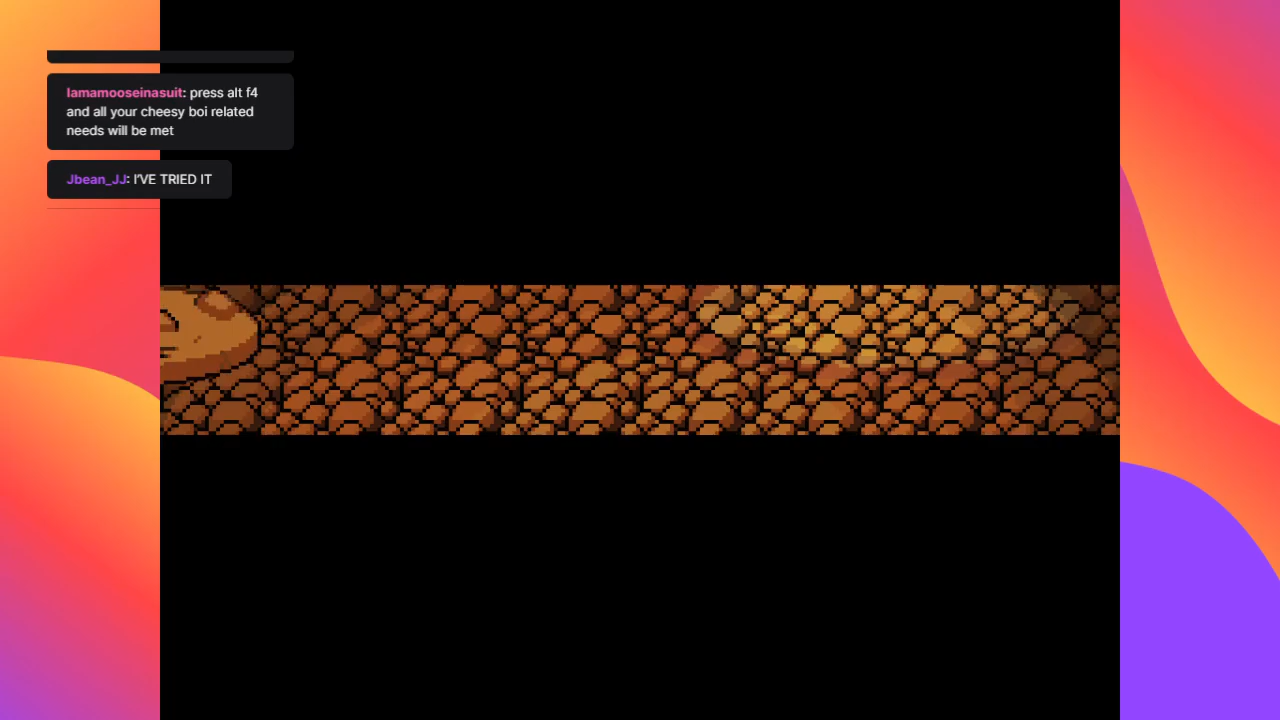 Iamamooseinasuit: press alt f4
and all your cheesy boi related
needs will be met
Jbean_JJ: I'VE TRIED IT